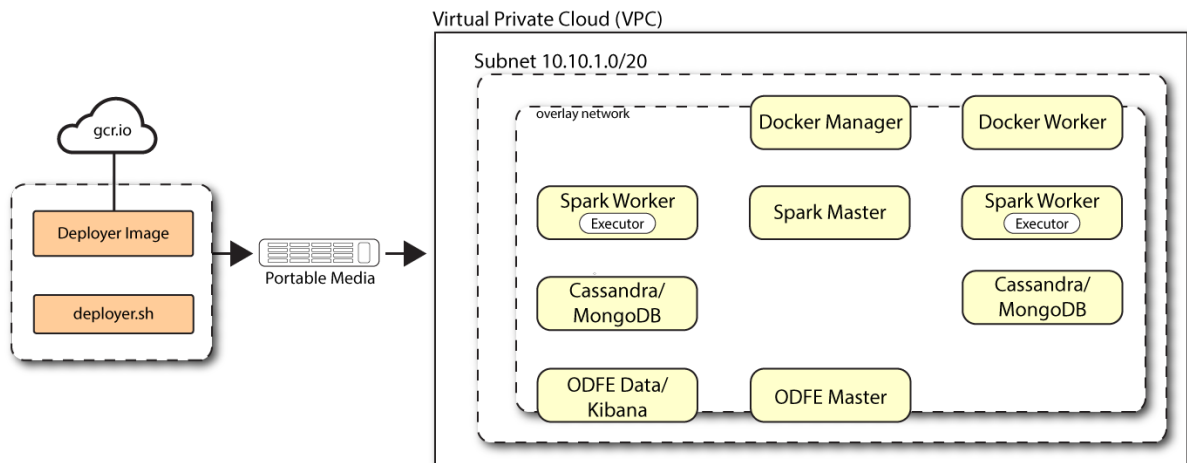 Virtual Private Cloud (VPC)
Subnet 10.10.1.0/20
overlay network
gcr.io
Deployer Image
deployer.sh
Portable Media
Docker Manager
Docker Worker
Spark Worker
Executor
Spark Master
Spark Worker
Executor
Cassandra/
MongoDB
Cassandra/
MongoDB
ODFE Data/
Kibana
ODFE Master